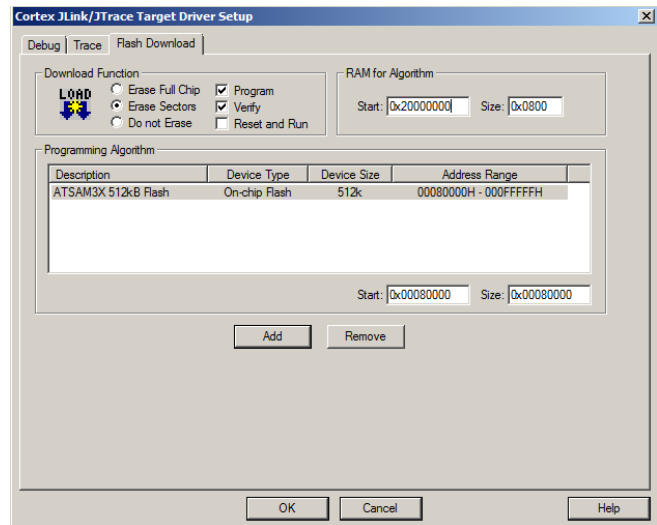 Cortex JLink/JTrace Target Driver Setup
Debug Trace Flash Download
Download Function
LOAD
Erase Full Chip
Erase Sectors
Do not Erase
Program
Verify
Reset and Run
RAM for Algorithm
Start: 0x20000000 Size: 0x0800
Programming Algorithm
Description Device Type Device Size Address Range
ATSAM3X 512kB Flash On-chip Flash 512k 00080000H - 000FFFFFH
Start: 0x00080000 Size: 0x00080000
Add Remove
OK Cancel Help